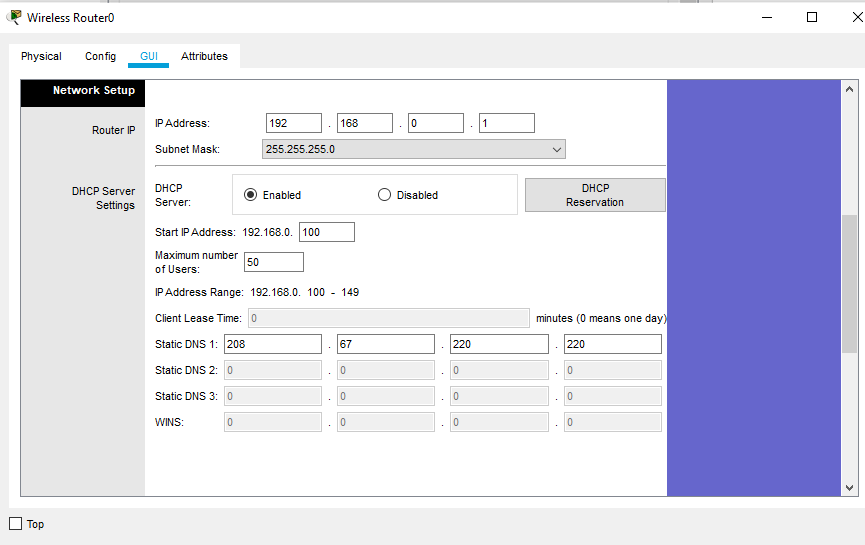 Wireless Router0
Physical Config GUI Attributes
Network Setup
Router IP
IP Address: 192 . 168 . 0 . 1
Subnet Mask: 255.255.255.0
DHCP Server Settings
DHCP Server: Enabled Disabled
DHCP Reservation
Start IP Address: 192.168.0. 100
Maximum number of Users: 50
IP Address Range: 192.168.0. 100 - 149
Client Lease Time: 0 minutes (0 means one day)
Static DNS 1: 208 . 67 . 220 . 220
Static DNS 2: 0 . 0 . 0 . 0
Static DNS 3: 0 . 0 . 0 . 0
WINS: 0 . 0 . 0 . 0
Top